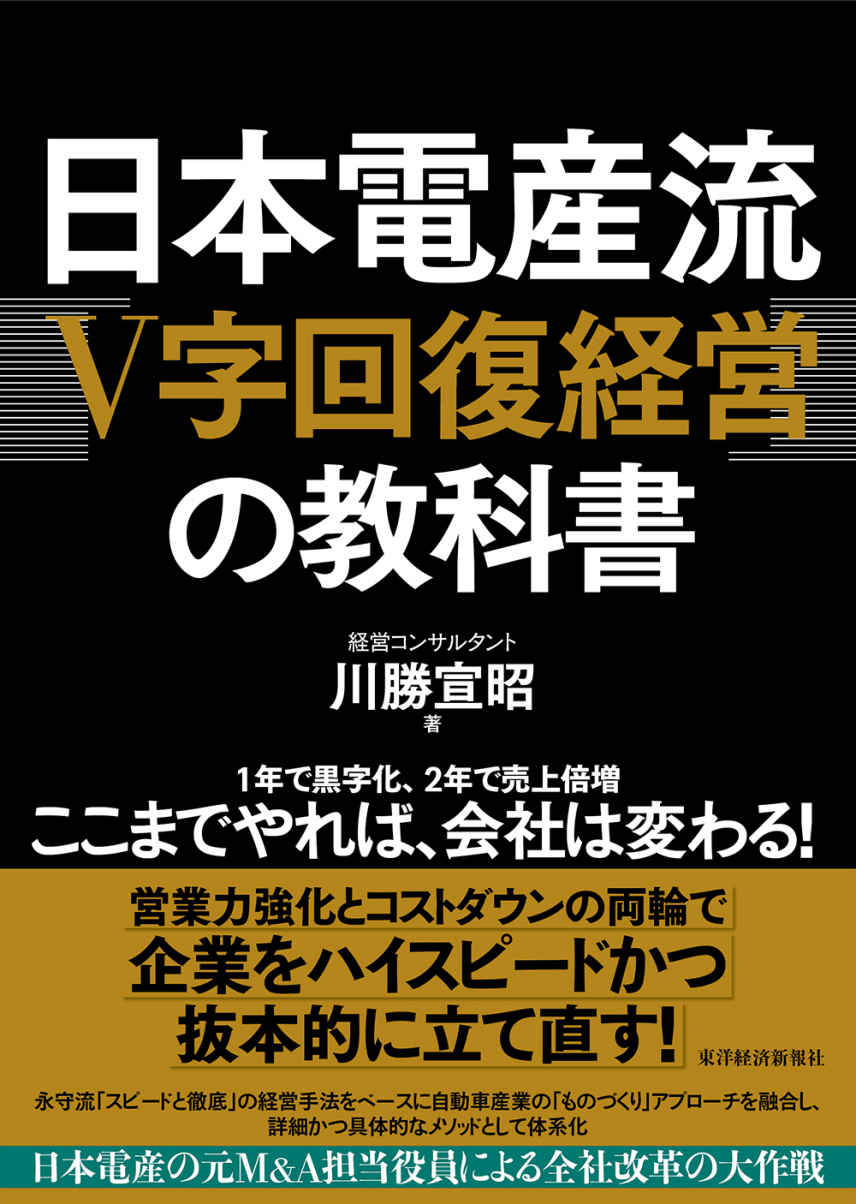 日本電産流
V字回復経営
の教科書
経営コンサルタント
川勝宣昭
著
1年で黒字化、2年で売上倍増
ここまでやれば、会社は変わる!
営業力強化とコストダウンの両輪で
企業をハイスピードかつ
抜本的に立て直す!
東洋経済新報社
永守流「スピードと徹底」の経営手法をベースに自動車産業の「ものづくり」アプローチを融合し、
詳細かつ具体的なメソッドとして体系化
日本電産の元M&A担当役員による全社改革の大作戦